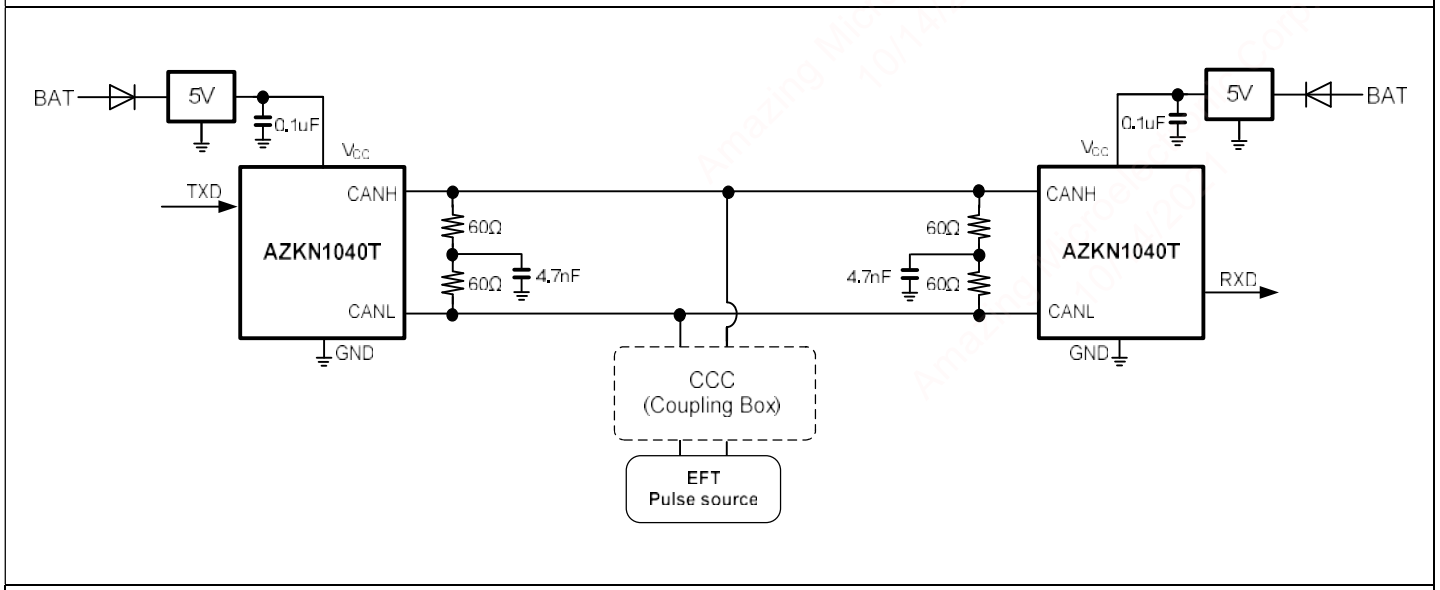 BAT
5V
0.1uF
VCC
TXD
CANH
AZKN1040T
CANL
GND
60Ω
60Ω
4.7nF
5V
BAT
0.1uF
VCC
CANH
AZKN1040T
CANL
GND
RXD
60Ω
4.7nF
60Ω
CCC
(Coupling Box)
EFT
Pulse source